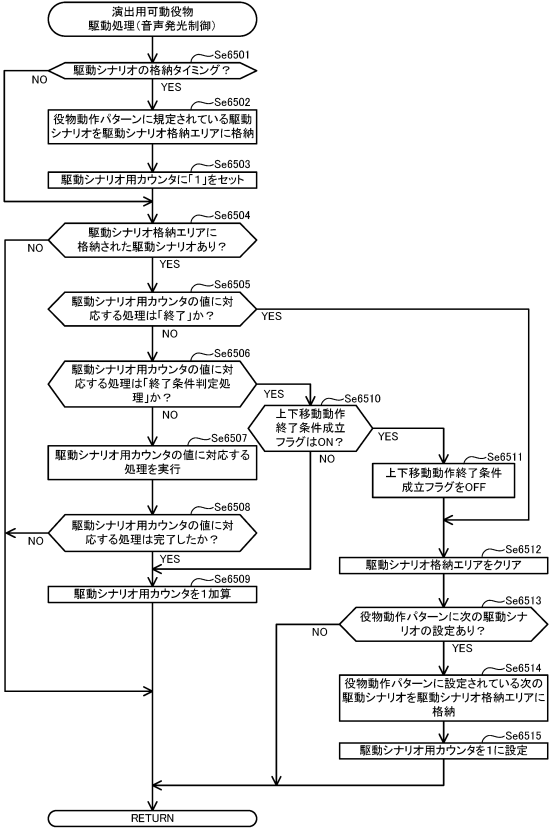 演出用可動役物
駆動処理(音声発光制御)
Se6501
駆動シナリオの格納タイミング?
NO
YES
Se6502
役物動作パターンに規定されている駆動
シナリオを駆動シナリオ格納エリアに格納
Se6503
駆動シナリオ用カウンタに「1」をセット
Se6504
駆動シナリオ格納エリアに
格納された駆動シナリオあり?
NO
YES
Se6505
駆動シナリオ用カウンタの値に対
応する処理は「終了」か?
YES
NO
Se6506
駆動シナリオ用カウンタの値に対
応する処理は「終了条件判定処
理」か?
YES
NO
Se6510
上下移動動作
終了条件成立
フラグはON?
YES
NO
Se6507
駆動シナリオ用カウンタの値に対応する
処理を実行
Se6511
上下移動動作終了条件
成立フラグをOFF
Se6508
駆動シナリオ用カウンタの値に対
応する処理は完了したか?
NO
YES
Se6509
駆動シナリオ用カウンタを1加算
Se6512
駆動シナリオ格納エリアをクリア
Se6513
役物動作パターンに次の駆動シナ
リオの設定あり?
NO
YES
Se6514
役物動作パターンに設定されている次の
駆動シナリオを駆動シナリオ格納エリアに
格納
Se6515
駆動シナリオ用カウンタを1に設定
RETURN